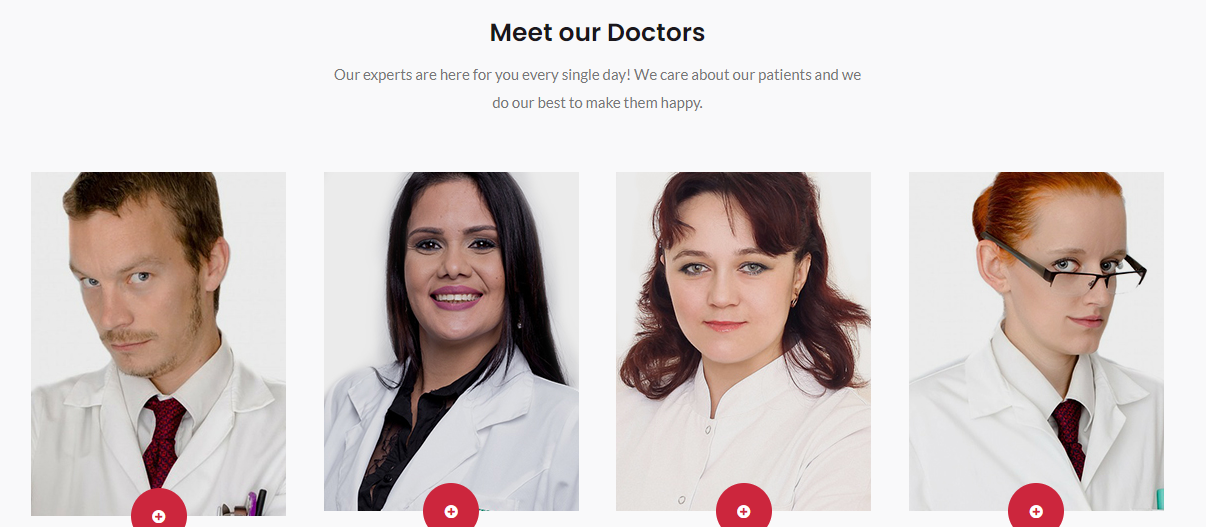 Meet our Doctors
Our experts are here for you every single day! We care about our patients and we
do our best to make them happy.